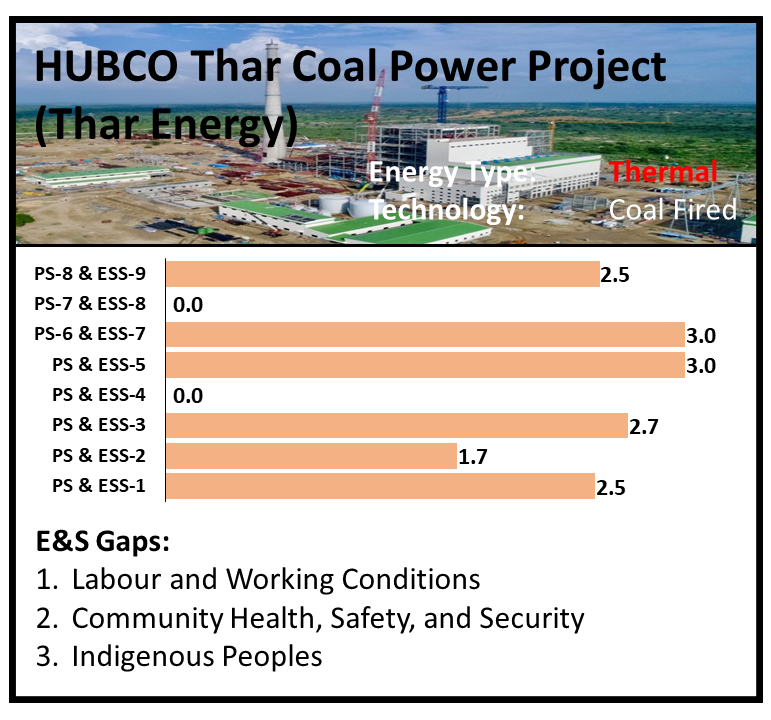 HUBCO Thar Coal Power Project
(Thar Energy)
Energy Type: Thermal
Technology: Coal Fired
PS-8 & ESS-9 2.5
PS-7 & ESS-8 0.0
PS-6 & ESS-7 3.0
PS & ESS-5 3.0
PS & ESS-4 0.0
PS & ESS-3 2.7
PS & ESS-2 1.7
PS & ESS-1 2.5
E&S Gaps:
1. Labour and Working Conditions
2. Community Health, Safety, and Security
3. Indigenous Peoples